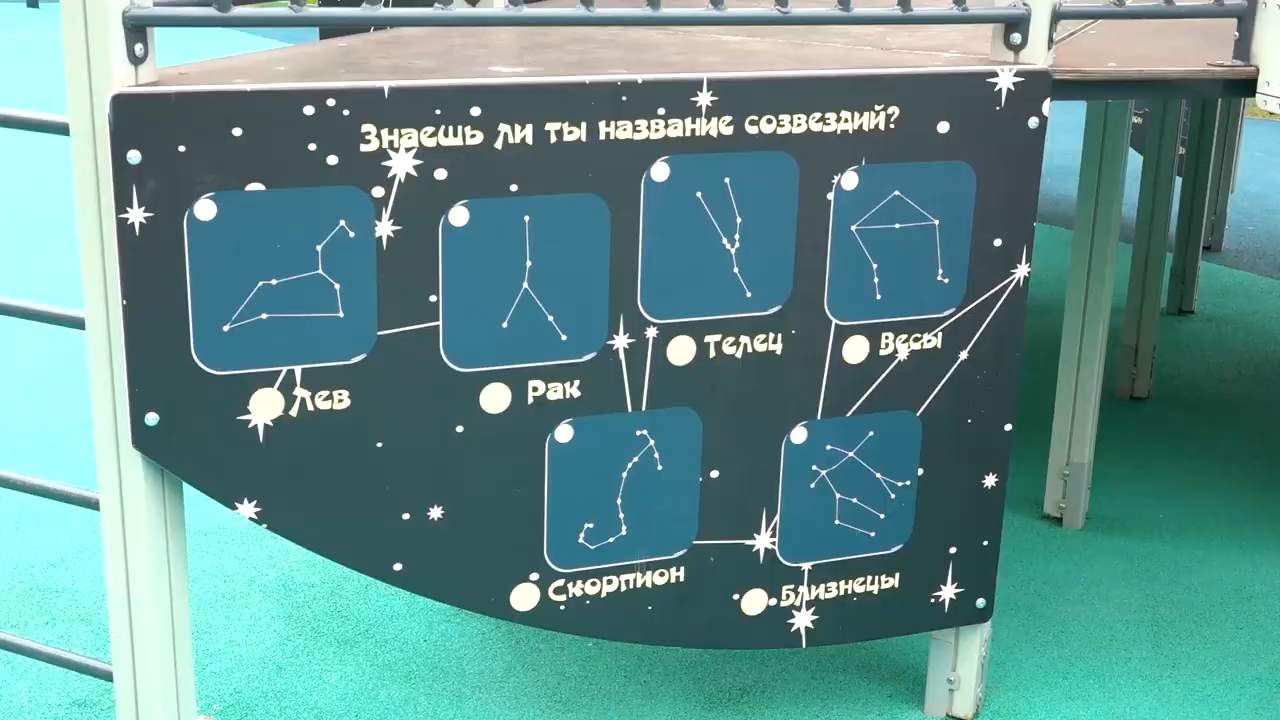 Знаешь ли ты название созвездий?
Телец
Весы
Лев
Рак
Скорпион
Близнецы